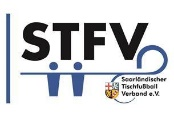 STFV
Saarländischer
Tischfußball
Verband e.V.